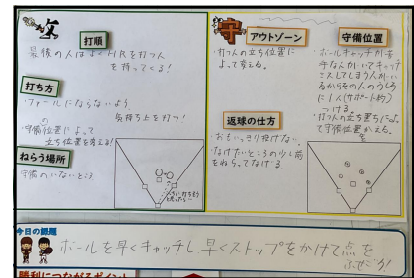 攻
打順
最後の人はよくHRを打つ人
を持ってくる!
打ち方
・ファールにならないよう
気持ち上を打つ!
・守備位置によって
の
立ち位置を考える!
ねらう場所
守備のいないところ
守
アウトゾーン
・打つ人の立ち位置に
よって考える。
返球の仕方
・おもいっきり投げない。
・なげたいところの少し前
をねらってなげる
守備位置
・ボールキャッチが苦
手な人がいてキャッチ
ミスしてしまう人がい
るからその人のうしろ
に1人(サポート的)
つける。
・打つ人の立ち置ちによっ
て守備位置かえる。
今日の課題
ボールを早くキャッチし、早くストップをかけて点を
ふせごう!
勝利につながるポイント